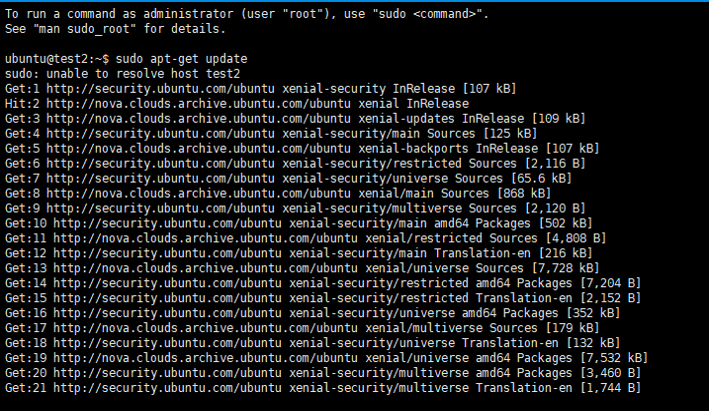 To run a command as administrator (user "root"), use "sudo <command>".
See "man sudo_root" for details.
ubuntu@test2:~$ sudo apt-get update
sudo: unable to resolve host test2
Get:1 http://security.ubuntu.com/ubuntu xenial-security InRelease [107 kB]
Hit:2 http://nova.clouds.archive.ubuntu.com/ubuntu xenial InRelease
Get:3 http://nova.clouds.archive.ubuntu.com/ubuntu xenial-updates InRelease [109 kB]
Get:4 http://security.ubuntu.com/ubuntu xenial-security/main Sources [125 kB]
Get:5 http://nova.clouds.archive.ubuntu.com/ubuntu xenial-backports InRelease [107 kB]
Get:6 http://security.ubuntu.com/ubuntu xenial-security/restricted Sources [2,116 B]
Get:7 http://security.ubuntu.com/ubuntu xenial-security/universe Sources [65.6 kB]
Get:8 http://nova.clouds.archive.ubuntu.com/ubuntu xenial/main Sources [868 kB]
Get:9 http://security.ubuntu.com/ubuntu xenial-security/multiverse Sources [2,120 B]
Get:10 http://security.ubuntu.com/ubuntu xenial-security/main amd64 Packages [502 kB]
Get:11 http://nova.clouds.archive.ubuntu.com/ubuntu xenial/restricted Sources [4,808 B]
Get:12 http://security.ubuntu.com/ubuntu xenial-security/main Translation-en [216 kB]
Get:13 http://nova.clouds.archive.ubuntu.com/ubuntu xenial/universe Sources [7,728 kB]
Get:14 http://security.ubuntu.com/ubuntu xenial-security/restricted amd64 Packages [7,204 B]
Get:15 http://security.ubuntu.com/ubuntu xenial-security/restricted Translation-en [2,152 B]
Get:16 http://security.ubuntu.com/ubuntu xenial-security/universe amd64 Packages [352 kB]
Get:17 http://nova.clouds.archive.ubuntu.com/ubuntu xenial/multiverse Sources [179 kB]
Get:18 http://security.ubuntu.com/ubuntu xenial-security/universe Translation-en [132 kB]
Get:19 http://nova.clouds.archive.ubuntu.com/ubuntu xenial/universe amd64 Packages [7,532 kB]
Get:20 http://security.ubuntu.com/ubuntu xenial-security/multiverse amd64 Packages [3,460 B]
Get:21 http://security.ubuntu.com/ubuntu xenial-security/multiverse Translation-en [1,744 B]